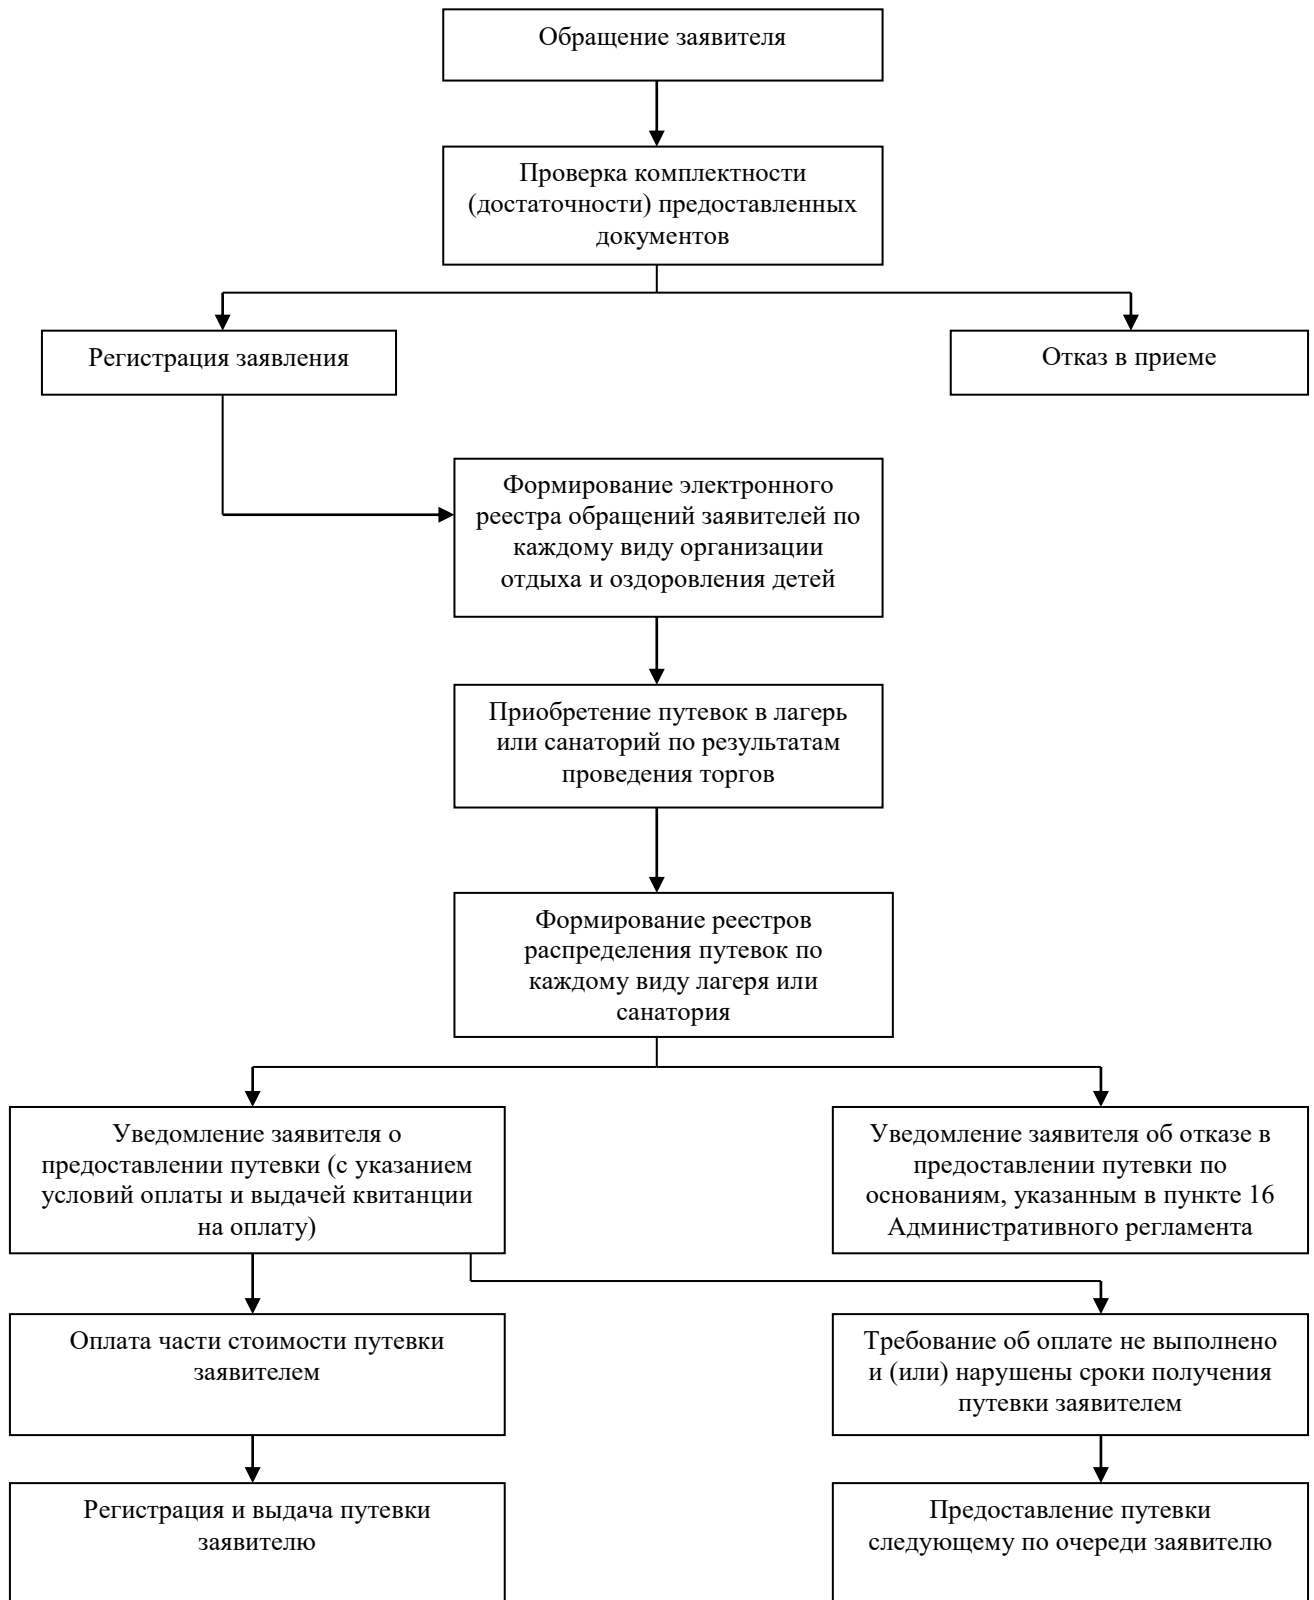 Обращение заявителя
Проверка комплектности
(достаточности) предоставленных
документов
Регистрация заявления
Отказ в приеме
Формирование электронного
реестра обращений заявителей по
каждому виду организации
отдыха и оздоровления детей
Приобретение путевок в лагерь
или санаторий по результатам
проведения торгов
Формирование реестров
распределения путевок по
каждому виду лагеря или
санатория
Уведомление заявителя о
предоставлении путевки (с указанием
условий оплаты и выдачей квитанции
на оплату)
Уведомление заявителя об отказе в
предоставлении путевки по
основаниям, указанным в пункте 16
Административного регламента
Оплата части стоимости путевки
заявителем
Требование об оплате не выполнено
и (или) нарушены сроки получения
путевки заявителем
Регистрация и выдача путевки
заявителю
Предоставление путевки
следующему по очереди заявителю